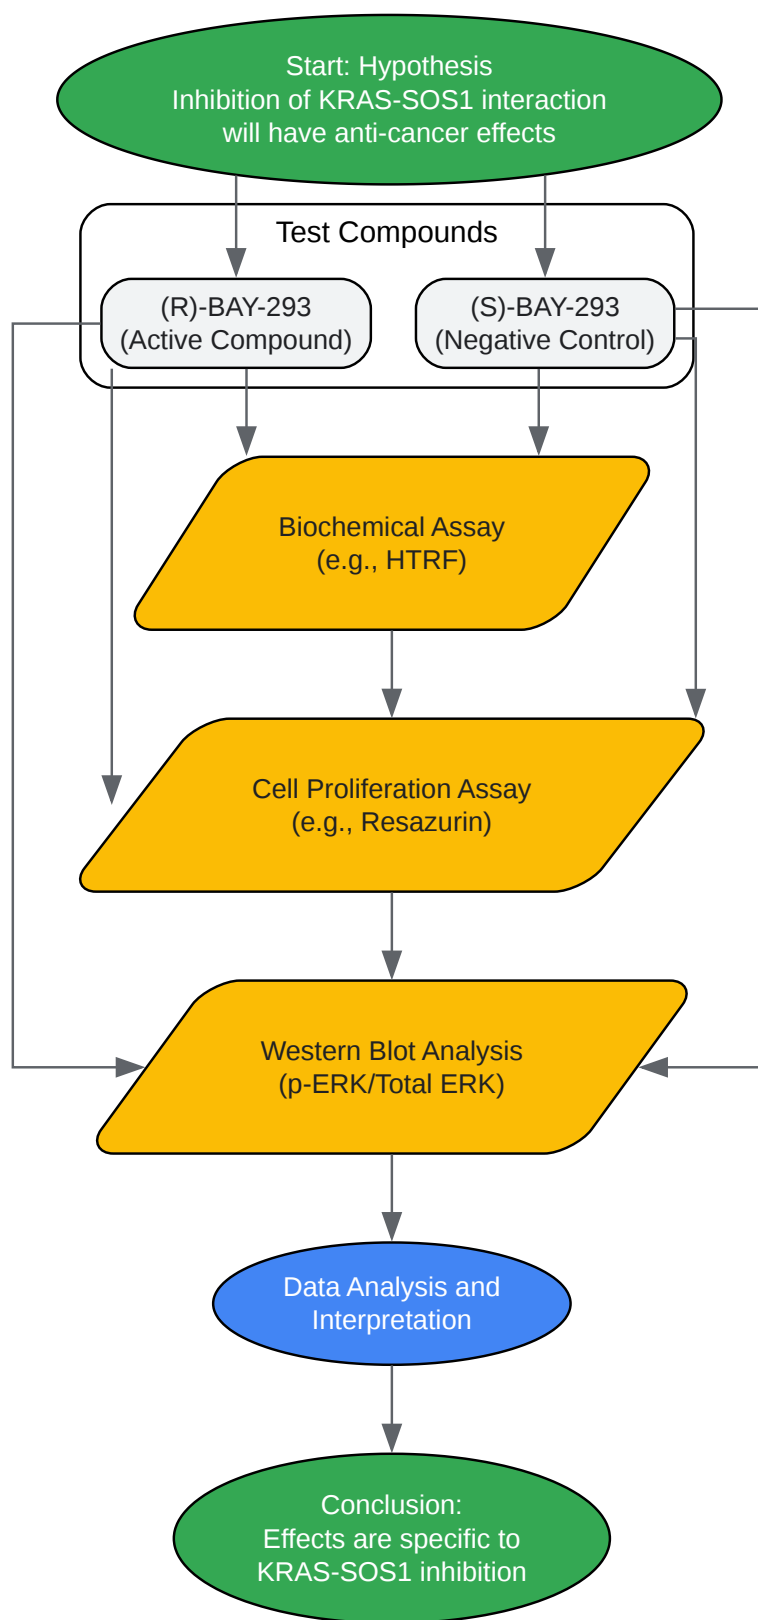 Start: Hypothesis
Inhibition of KRAS-SOS1 interaction
will have anti-cancer effects
Test Compounds
(R)-BAY-293
(Active Compound)
(S)-BAY-293
(Negative Control)
Biochemical Assay
(e.g., HTRF)
Cell Proliferation Assay
(e.g., Resazurin)
Western Blot Analysis
(p-ERK/Total ERK)
Data Analysis and
Interpretation
Conclusion:
Effects are specific to
KRAS-SOS1 inhibition